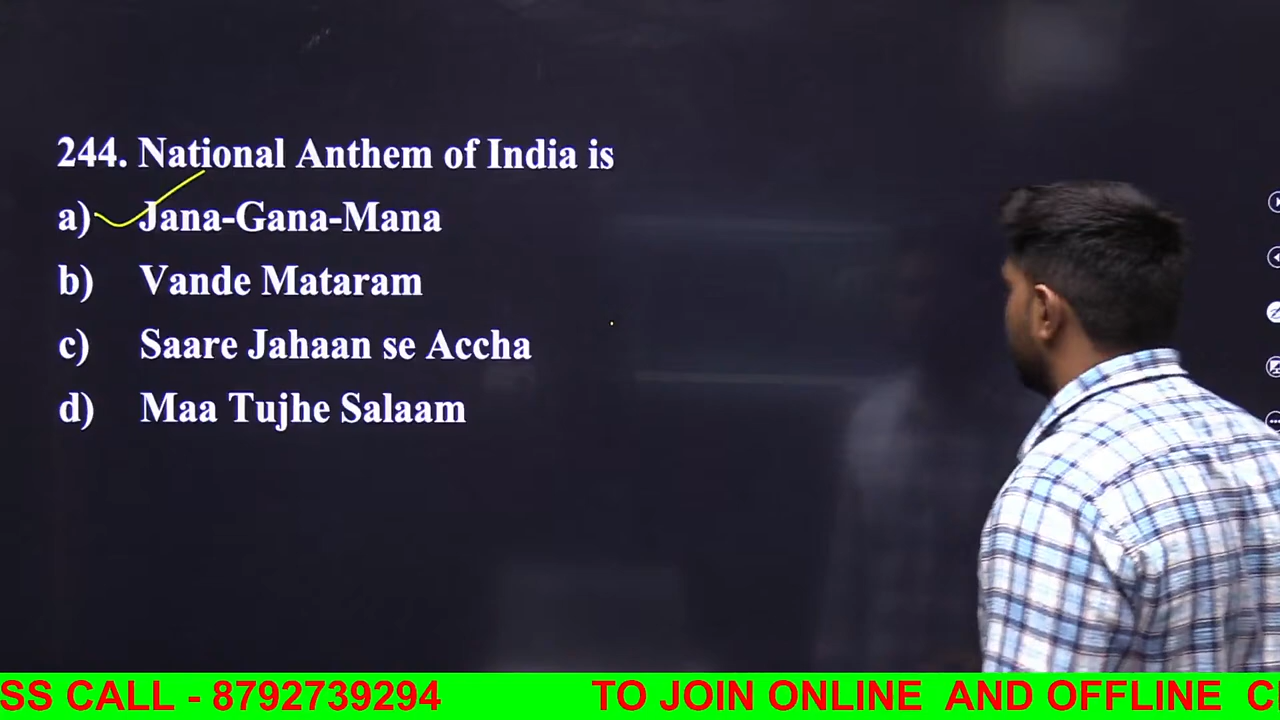 244. National Anthem of India is
a) Jana-Gana-Mana
b) Vande Mataram
c) Saare Jahaan se Accha
d) Maa Tujhe Salaam
SS CALL - 8792739294 TO JOIN ONLINE AND OFFLINE